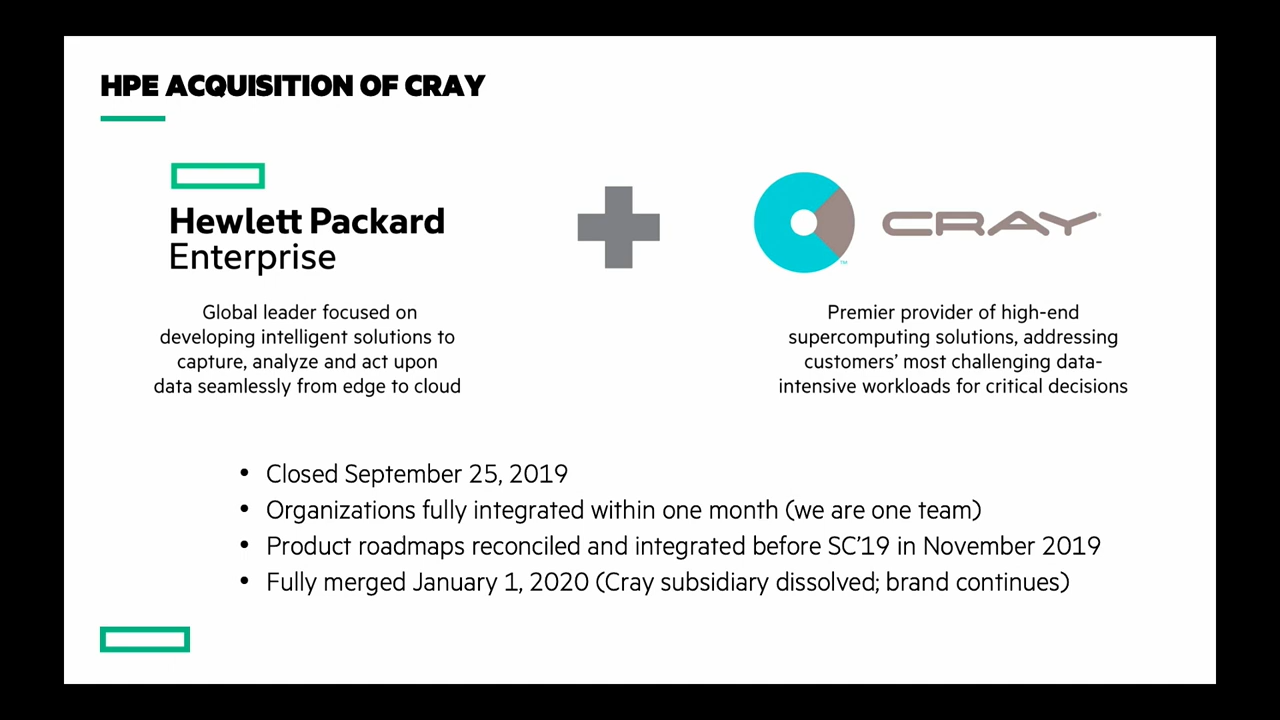 HPE ACQUISITION OF CRAY
Hewlett Packard
Enterprise
CRAY
Global leader focused on
developing intelligent solutions to
capture, analyze and act upon
data seamlessly from edge to cloud
Premier provider of high-end
supercomputing solutions, addressing
customers’ most challenging data-
intensive workloads for critical decisions
• Closed September 25, 2019
• Organizations fully integrated within one month (we are one team)
• Product roadmaps reconciled and integrated before SC’19 in November 2019
• Fully merged January 1, 2020 (Cray subsidiary dissolved; brand continues)